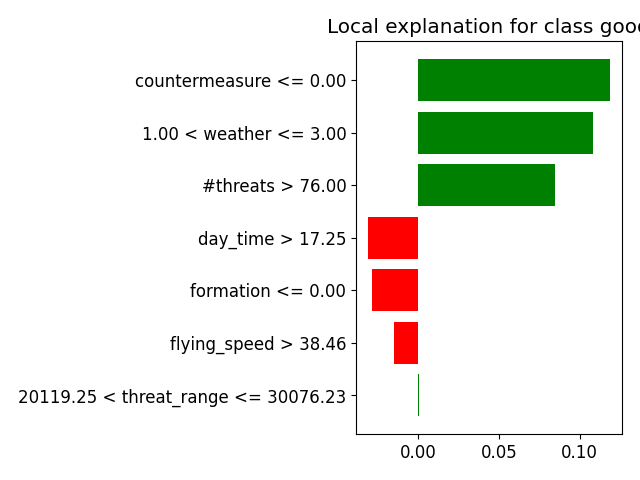 Local explanation for class good
countermeasure <= 0.00
1.00 < weather <= 3.00
#threats > 76.00
day_time > 17.25
formation <= 0.00
flying_speed > 38.46
20119.25 < threat_range <= 30076.23
0.00 0.05 0.10